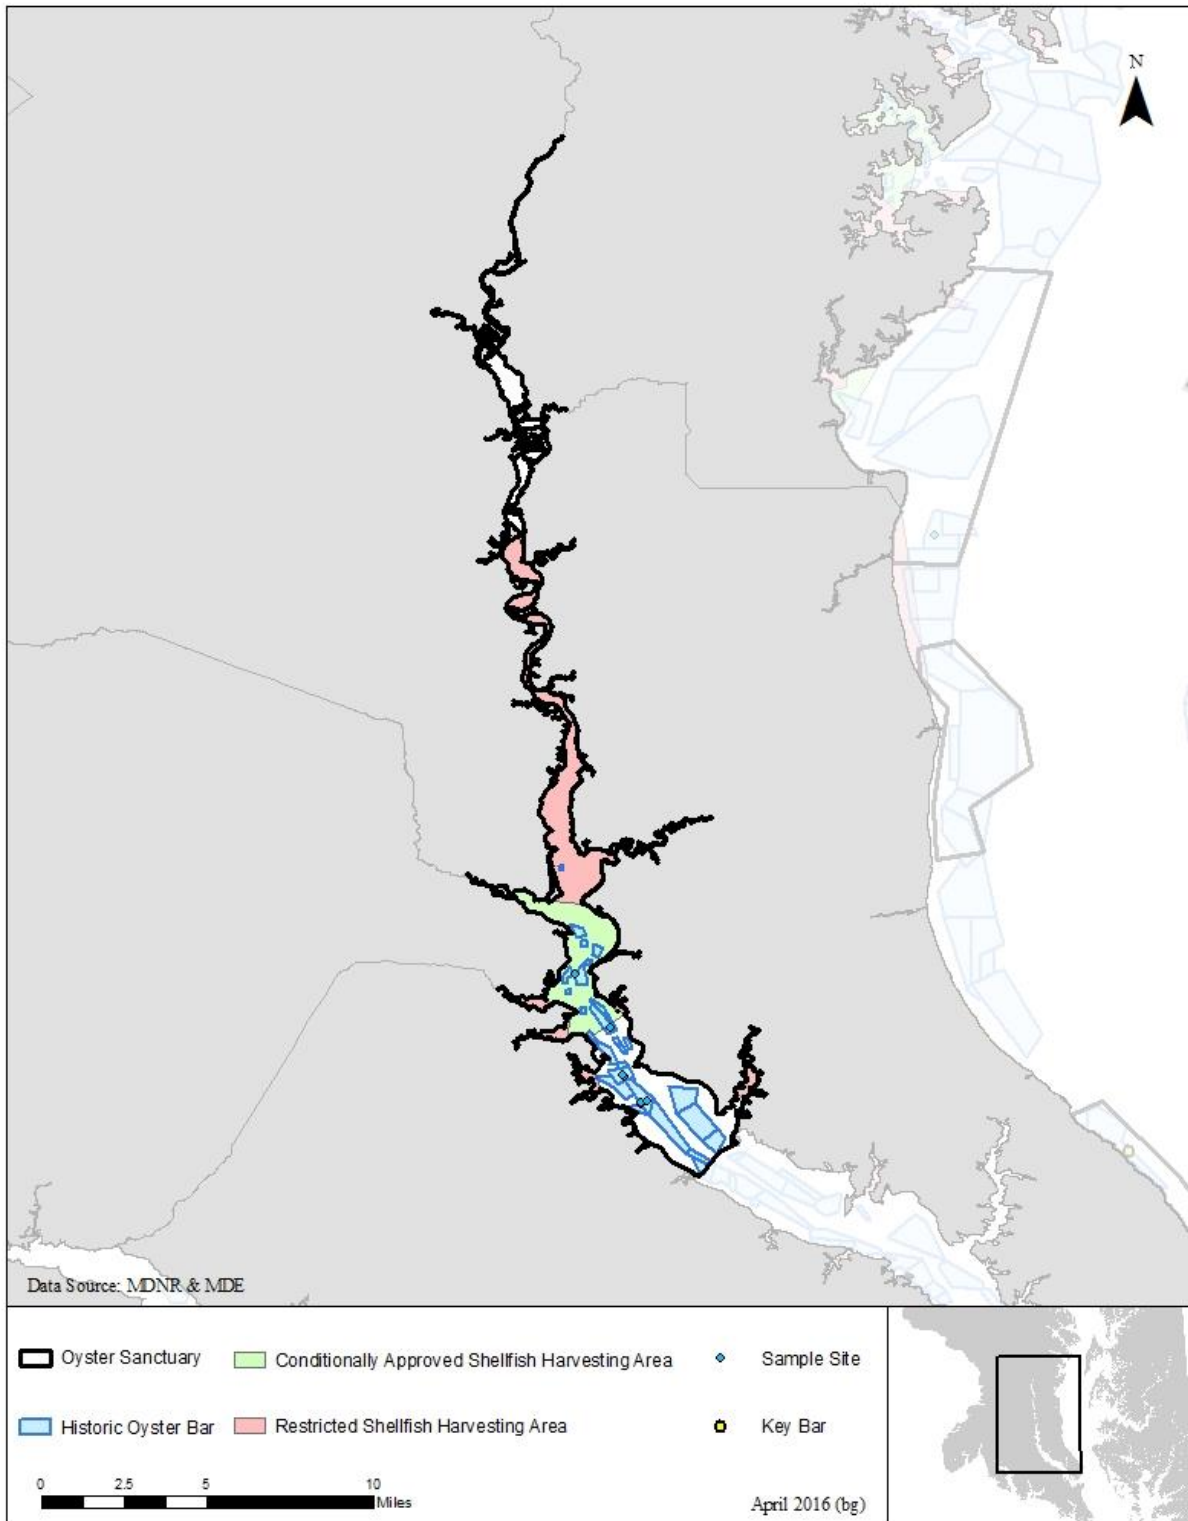 N
Data Source: MDNR & MDE
Oyster Sanctuary
Conditionally Approved Shellfish Harvesting Area
Sample Site
Historic Oyster Bar
Restricted Shellfish Harvesting Area
Key Bar
0 2.5 5 10
Miles
April 2016 (bg)